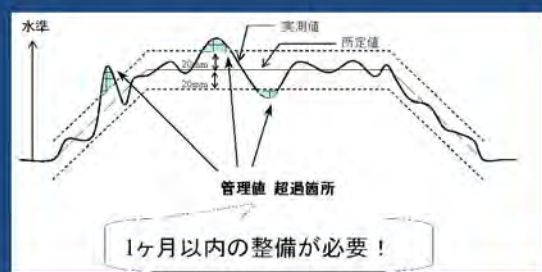 水準
実測値
所定値
20mm
20mm
管理値 超過箇所
1ヶ月以内の整備が必要！